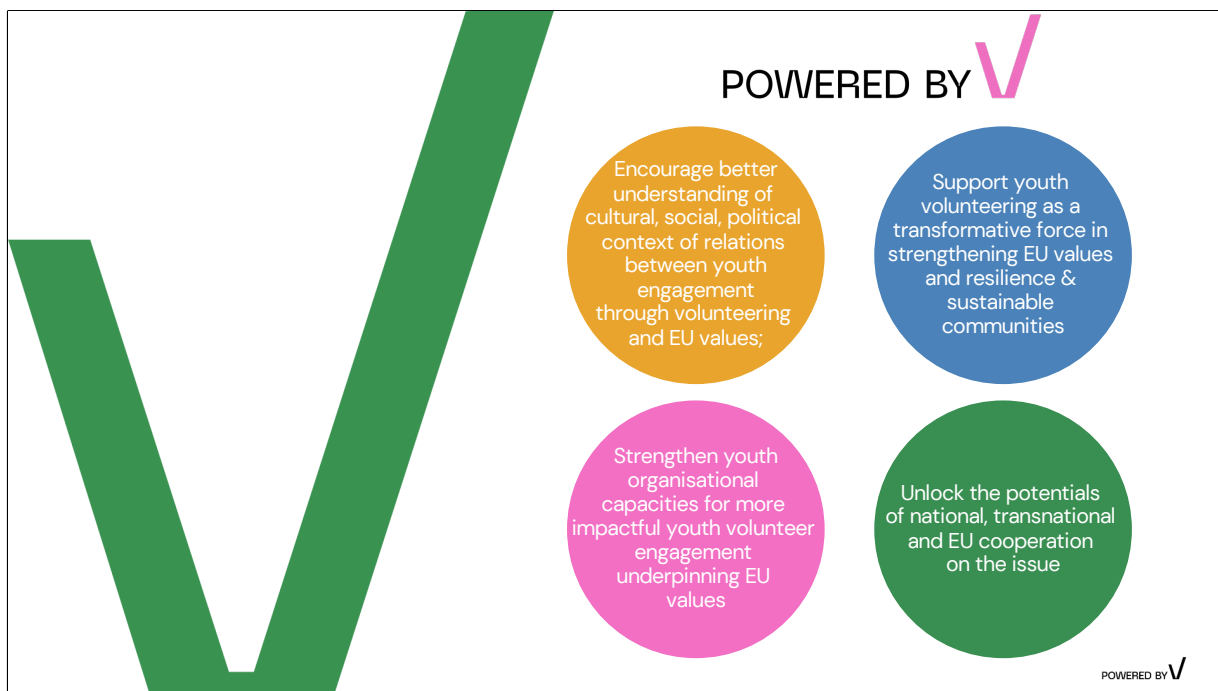 POWERED BY V
Encourage better
understanding of
cultural, social, political
context of relations
between youth
engagement
through volunteering
and EU values;
Support youth
volunteering as a
transformative force in
strengthening EU values
and resilience &
sustainable
communities
Strengthen youth
organisational
capacities for more
impactful youth volunteer
engagement
underpinning EU
values
Unlock the potentials
of national, transnational
and EU cooperation
on the issue
POWERED BY V